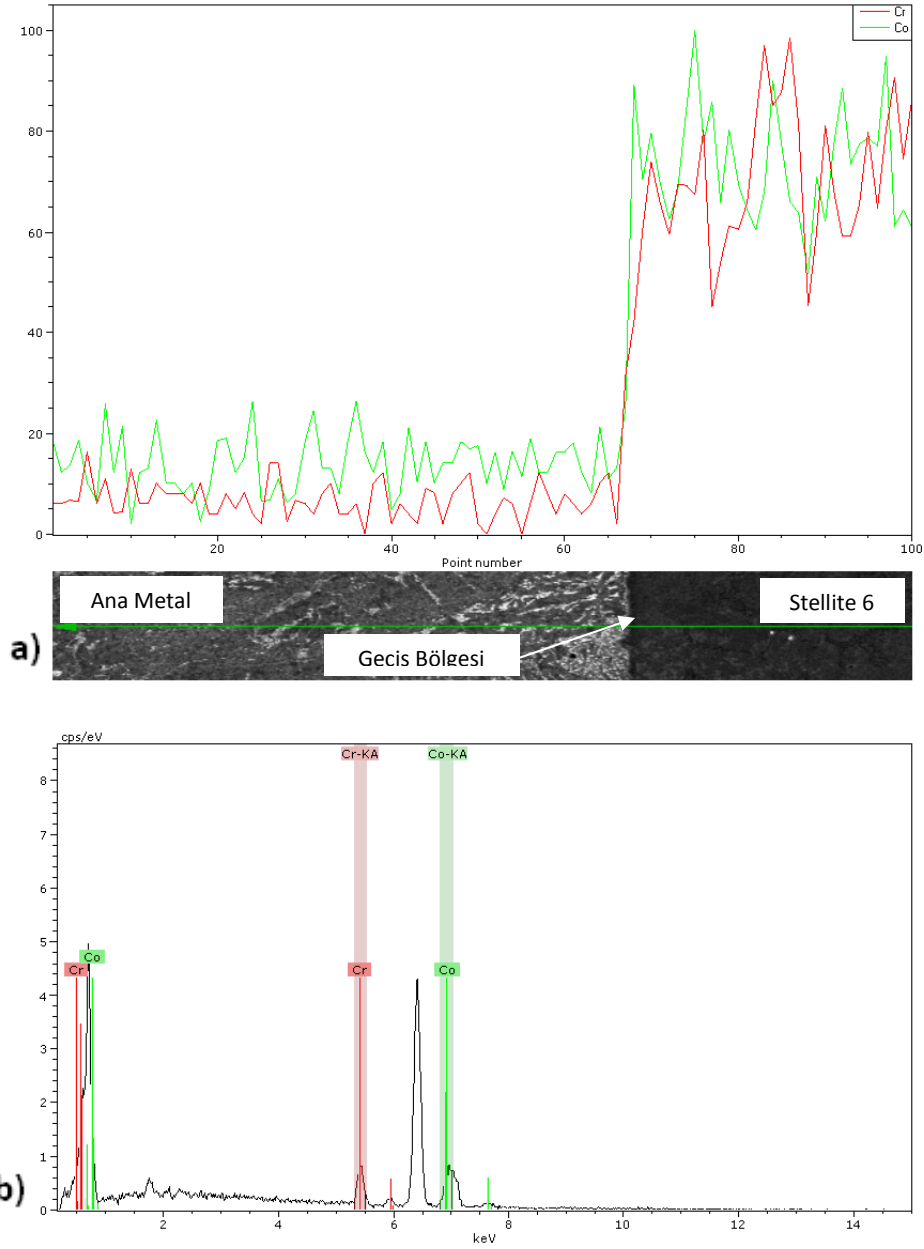 Cr
Co
100
80
60
40
20
0
20
40
60
80
100
Point number
Ana Metal
Stellite 6
Gecis Bölgesi
a)
cps/eV
Cr-KA
Co-KA
8
7
6
5
4
3
2
1
0
Co
Cr
Cr
Co
2
4
6
8
10
12
14
keV
b)